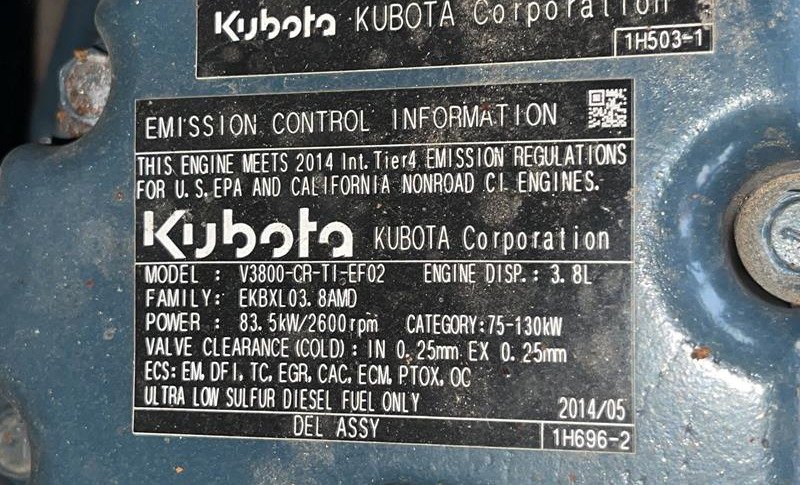 Kubota KUBOTA Corporation
1H503-1
EMISSION CONTROL INFORMATION
THIS ENGINE MEETS 2014 Int. Tier4 EMISSION REGULATIONS
FOR U.S. EPA AND CALIFORNIA NONROAD CI ENGINES.
Kubota KUBOTA Corporation
MODEL : V3800-CR-TI-EF02 ENGINE DISP.: 3.8L
FAMILY: EKBXL03.8AMD
POWER : 83.5kW/2600rpm CATEGORY:75-130kW
VALVE CLEARANCE(COLD): IN 0.25mm EX 0.25mm
ECS: EM, DFI, TC, EGR, CAC, ECM, PTOX, OC
ULTRA LOW SULFUR DIESEL FUEL ONLY 2014/05
DEL ASSY 1H696-2